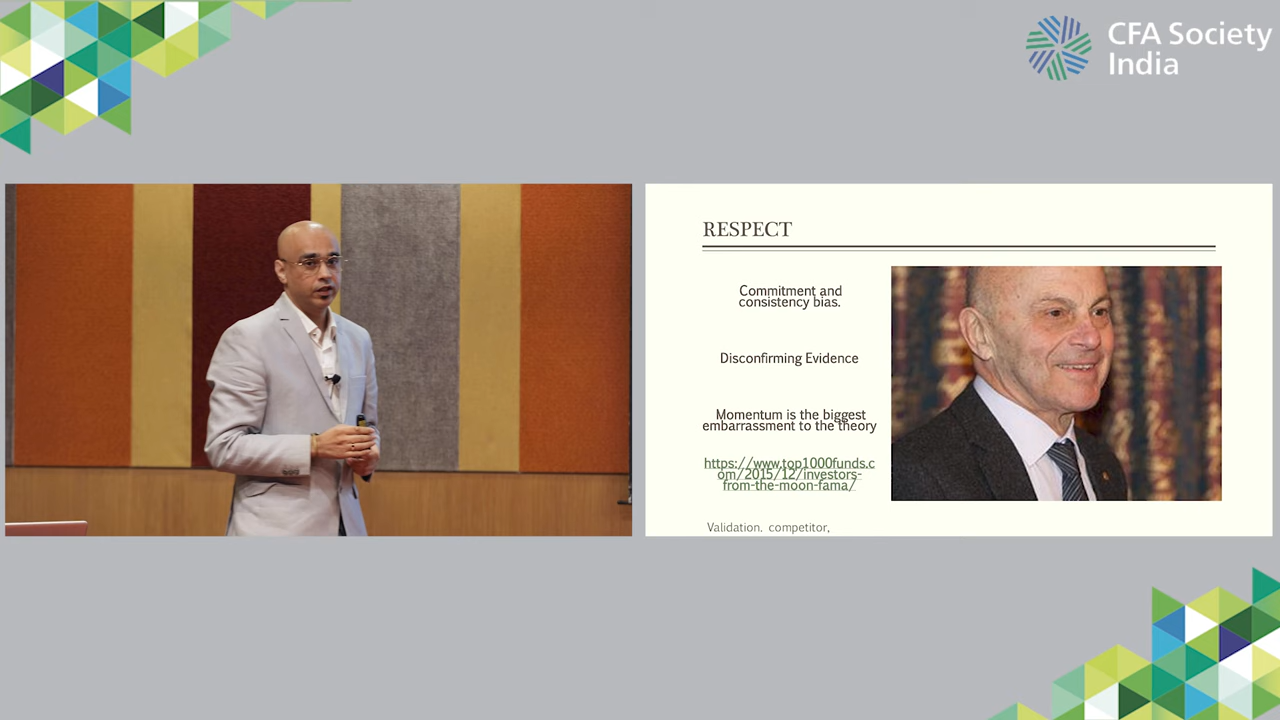 CFA Society
India
RESPECT
Commitment and
consistency bias.
Disconfirming Evidence
Momentum is the biggest
embarrassment to the theory
https://www.top1000funds.c
om/2015/12/investors-
from-the-moon-fama/
Validation. competitor,